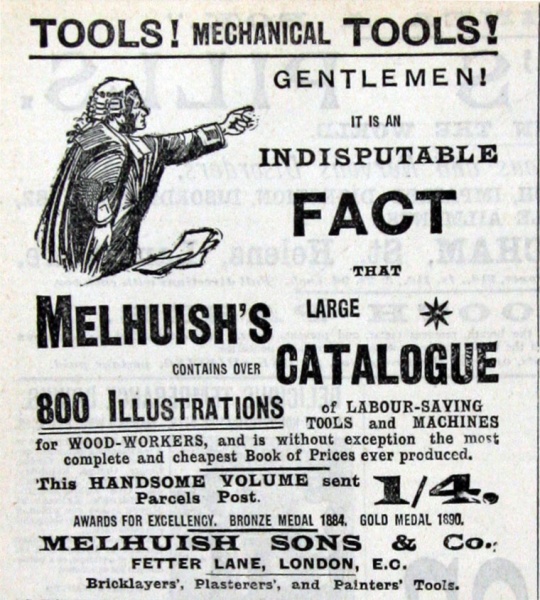 TOOLS! MECHANICAL TOOLS!
GENTLEMEN!
IT IS AN
INDISPUTABLE
FACT
THAT
MELHUISH'S LARGE
CONTAINS OVER CATALOGUE
800 ILLUSTRATIONS of LABOUR-SAVING
TOOLS and MACHINES
for WOOD-WORKERS, and is without exception the most
complete and cheapest Book of Prices ever produced.
This HANDSOME VOLUME sent
Parcels Post. 1/4.
AWARDS FOR EXCELLENCY. BRONZE MEDAL 1884, GOLD MEDAL 1890.
MELHUISH SONS & Co.,
FETTER LANE, LONDON, E.C.
Bricklayers', Plasterers', and Painters' Tools.